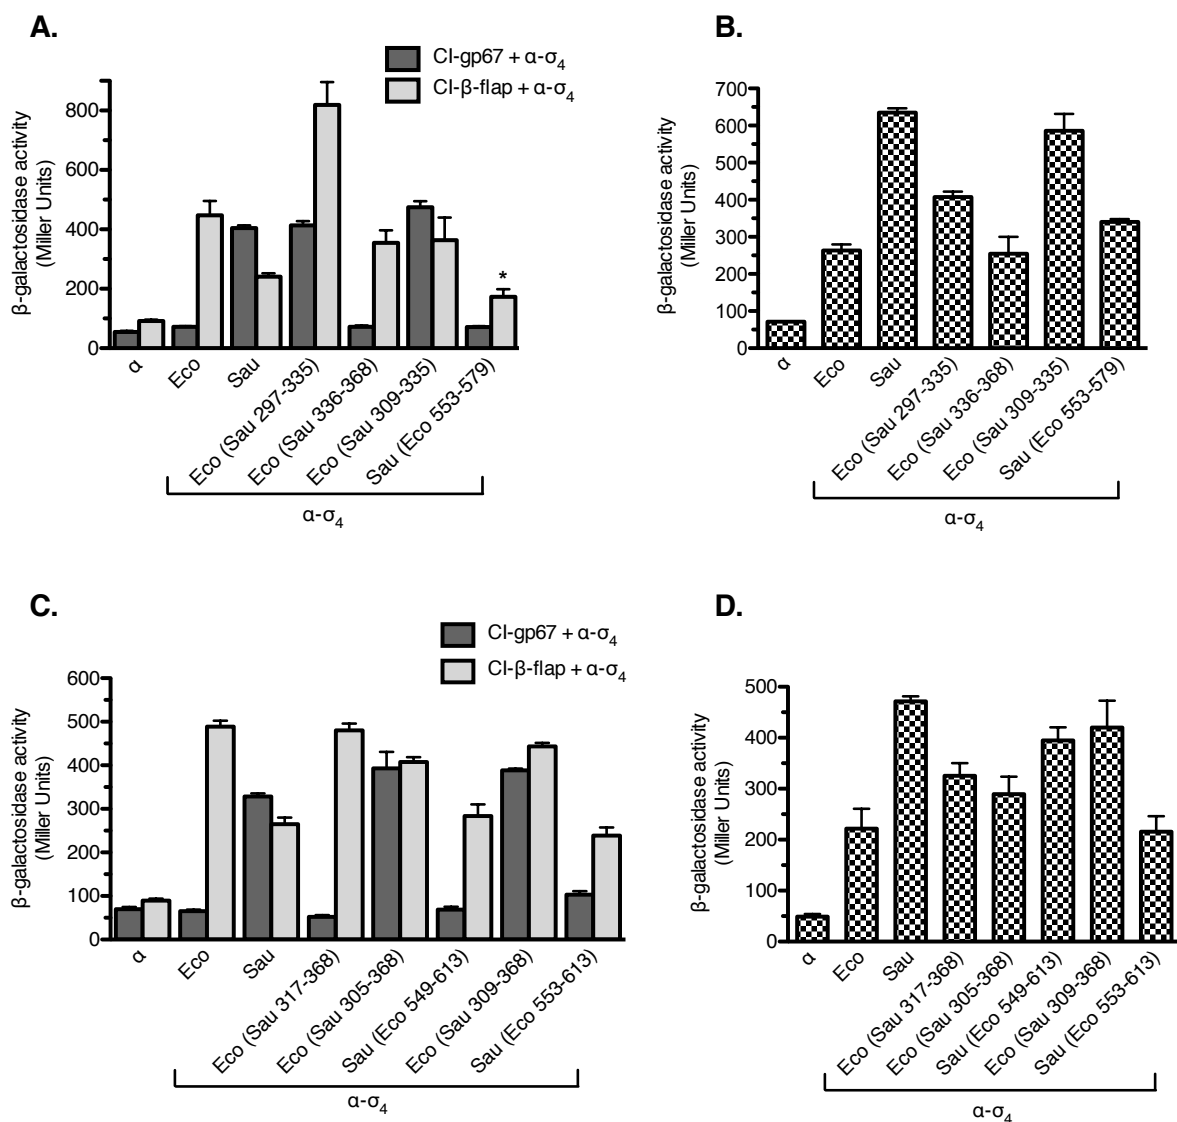 A.
CI-gp67 + α-σ4
CI-β-flap + α-σ4
β-galactosidase activity
(Miller Units)
800
600
400
200
0
α
Eco
Sau
Eco (Sau 297-335)
Eco (Sau 336-368)
Eco (Sau 309-335)
Sau (Eco 553-579)
*
α-σ4
B.
β-galactosidase activity
(Miller Units)
700
600
500
400
300
200
100
0
α
Eco
Sau
Eco (Sau 297-335)
Eco (Sau 336-368)
Eco (Sau 309-335)
Sau (Eco 553-579)
α-σ4
C.
CI-gp67 + α-σ4
CI-β-flap + α-σ4
β-galactosidase activity
(Miller Units)
600
500
400
300
200
100
0
α
Eco
Sau
Eco (Sau 317-368)
Eco (Sau 305-368)
Sau (Eco 549-613)
Eco (Sau 309-368)
Sau (Eco 553-613)
α-σ4
D.
β-galactosidase activity
(Miller Units)
500
400
300
200
100
0
α
Eco
Sau
Eco (Sau 317-368)
Eco (Sau 305-368)
Sau (Eco 549-613)
Eco (Sau 309-368)
Sau (Eco 553-613)
α-σ4